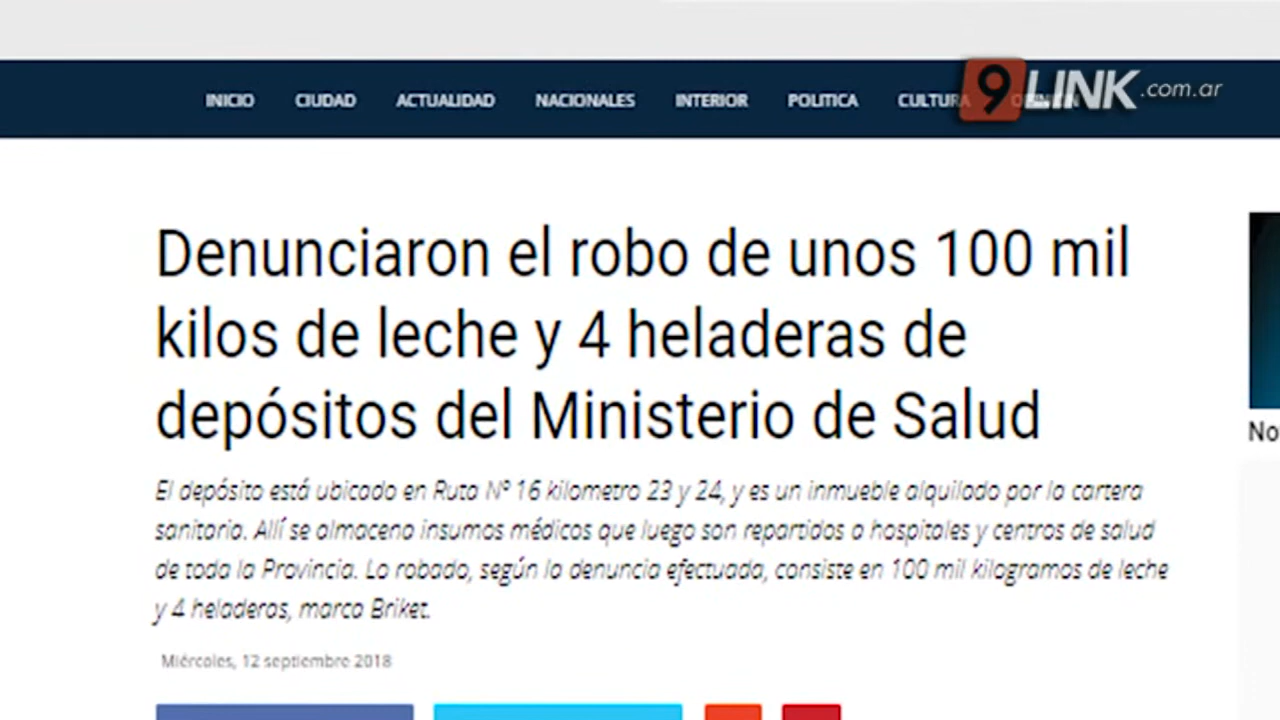 INICIO CIUDAD ACTUALIDAD NACIONALES INTERIOR POLITICA CULTURA
9 LINK .com.ar
Denunciaron el robo de unos 100 mil
kilos de leche y 4 heladeras de
depósitos del Ministerio de Salud
El depósito está ubicado en Ruta Nº 16 kilometro 23 y 24, y es un inmueble alquilado por la cartera
sanitaria. Allí se almacena insumos médicos que luego son repartidos a hospitales y centros de salud
de toda la Provincia. Lo robado, según la denuncia efectuada, consiste en 100 mil kilogramos de leche
y 4 heladeras, marca Briket.
Miércoles, 12 septiembre 2018